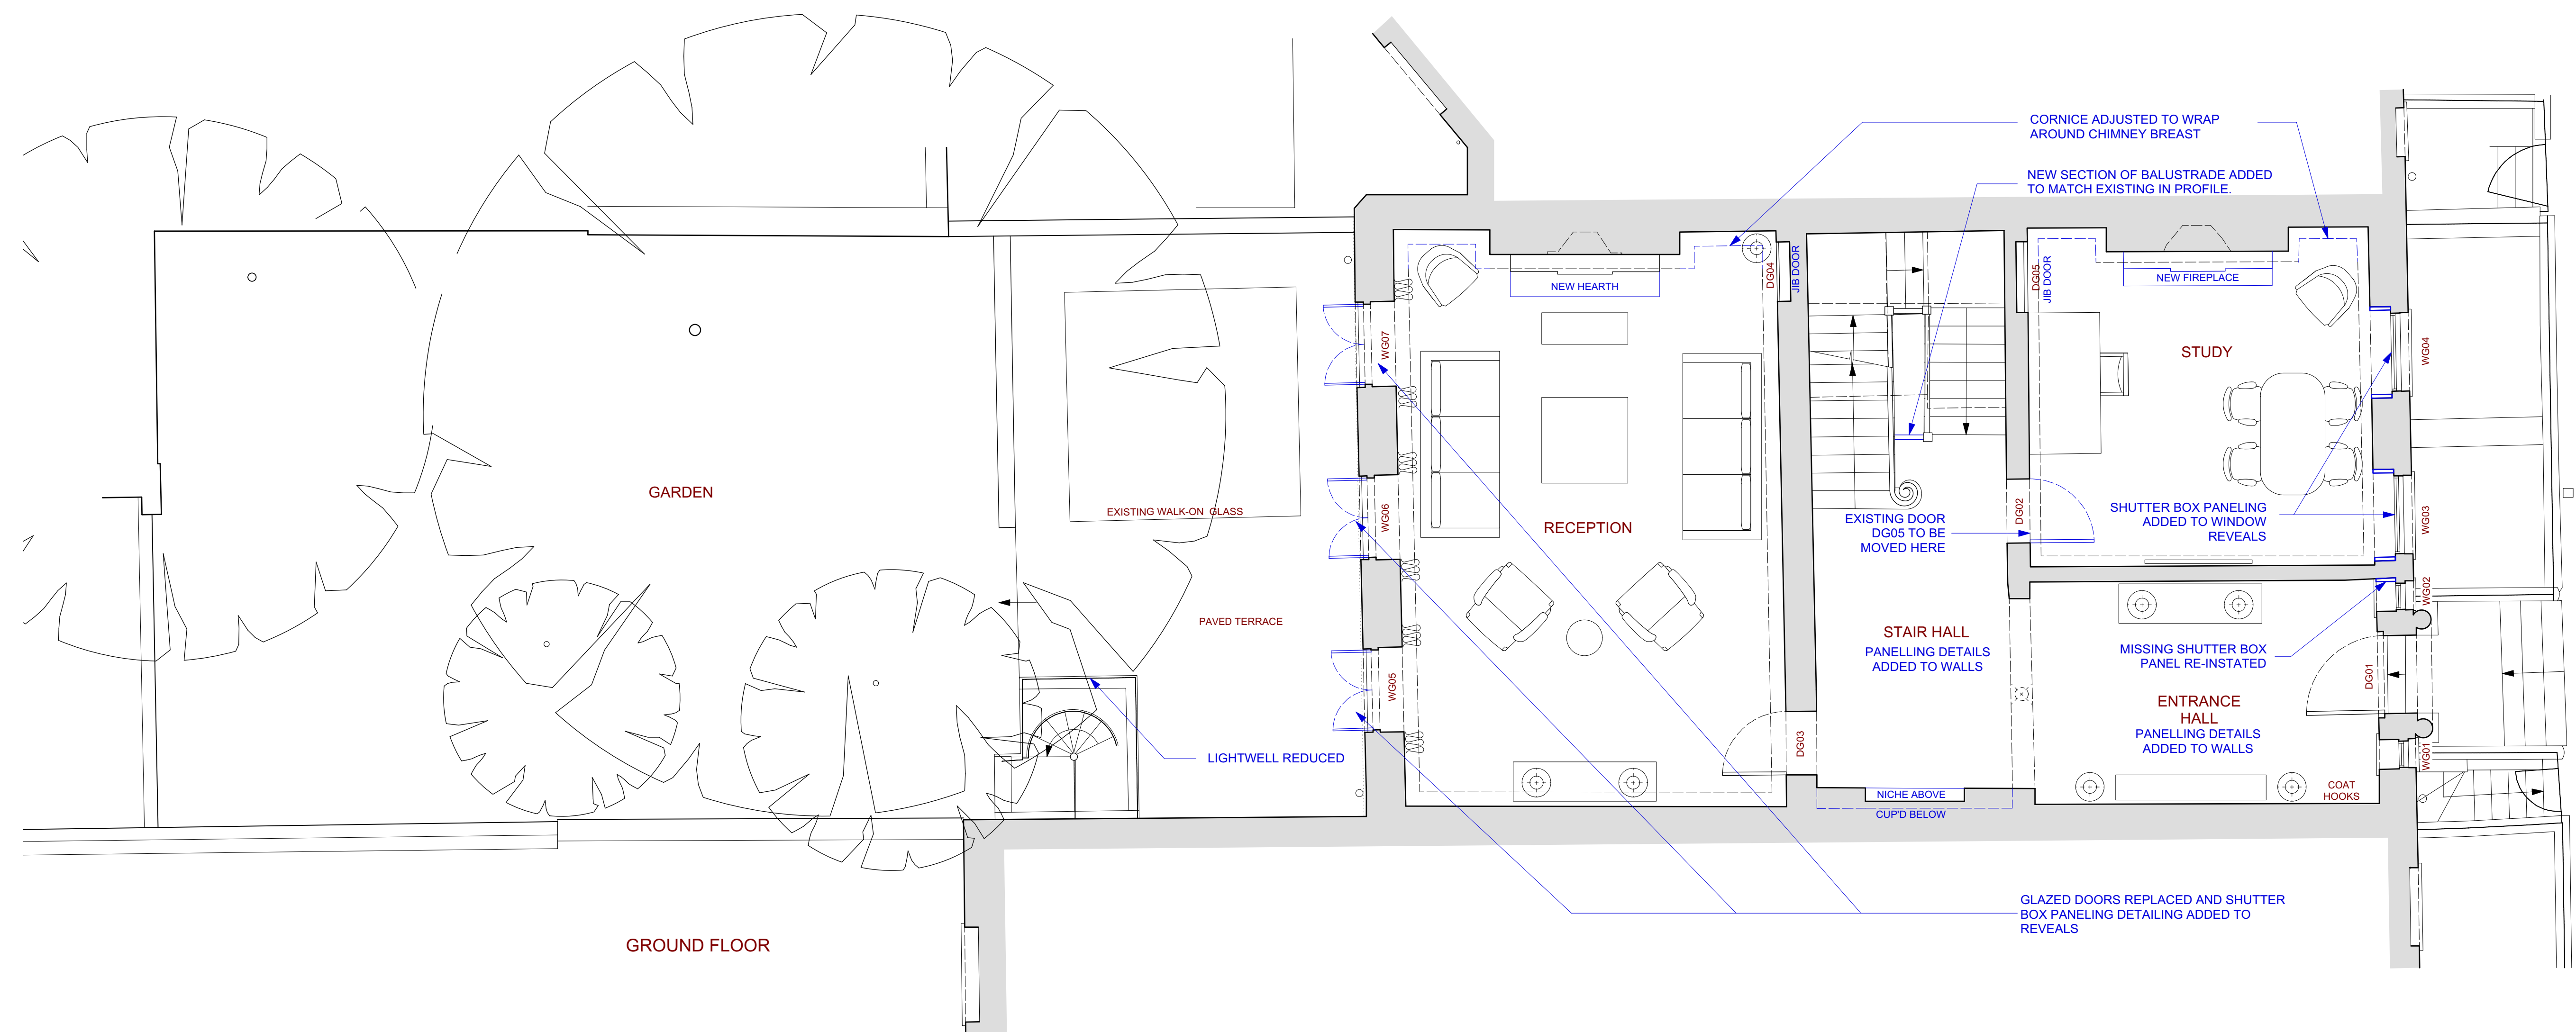 CORNICE ADJUSTED TO WRAP
AROUND CHIMNEY BREAST
NEW SECTION OF BALUSTRADE ADDED
TO MATCH EXISTING IN PROFILE.
DG04
JIB DOOR
DG05
JIB DOOR
NEW HEARTH
NEW FIREPLACE
WG07
STUDY
WG04
GARDEN
EXISTING WALK-ON GLASS
WG06
RECEPTION
EXISTING DOOR
DG05 TO BE
MOVED HERE
DG02
SHUTTER BOX PANELING
ADDED TO WINDOW
REVEALS
WG03
WG02
PAVED TERRACE
STAIR HALL
PANELLING DETAILS
ADDED TO WALLS
MISSING SHUTTER BOX
PANEL RE-INSTATED
WG05
DG01
ENTRANCE
HALL
PANELLING DETAILS
ADDED TO WALLS
DG03
LIGHTWELL REDUCED
WG01
NICHE ABOVE
CUP'D BELOW
COAT
HOOKS
GLAZED DOORS REPLACED AND SHUTTER
BOX PANELING DETAILING ADDED TO
REVEALS
GROUND FLOOR